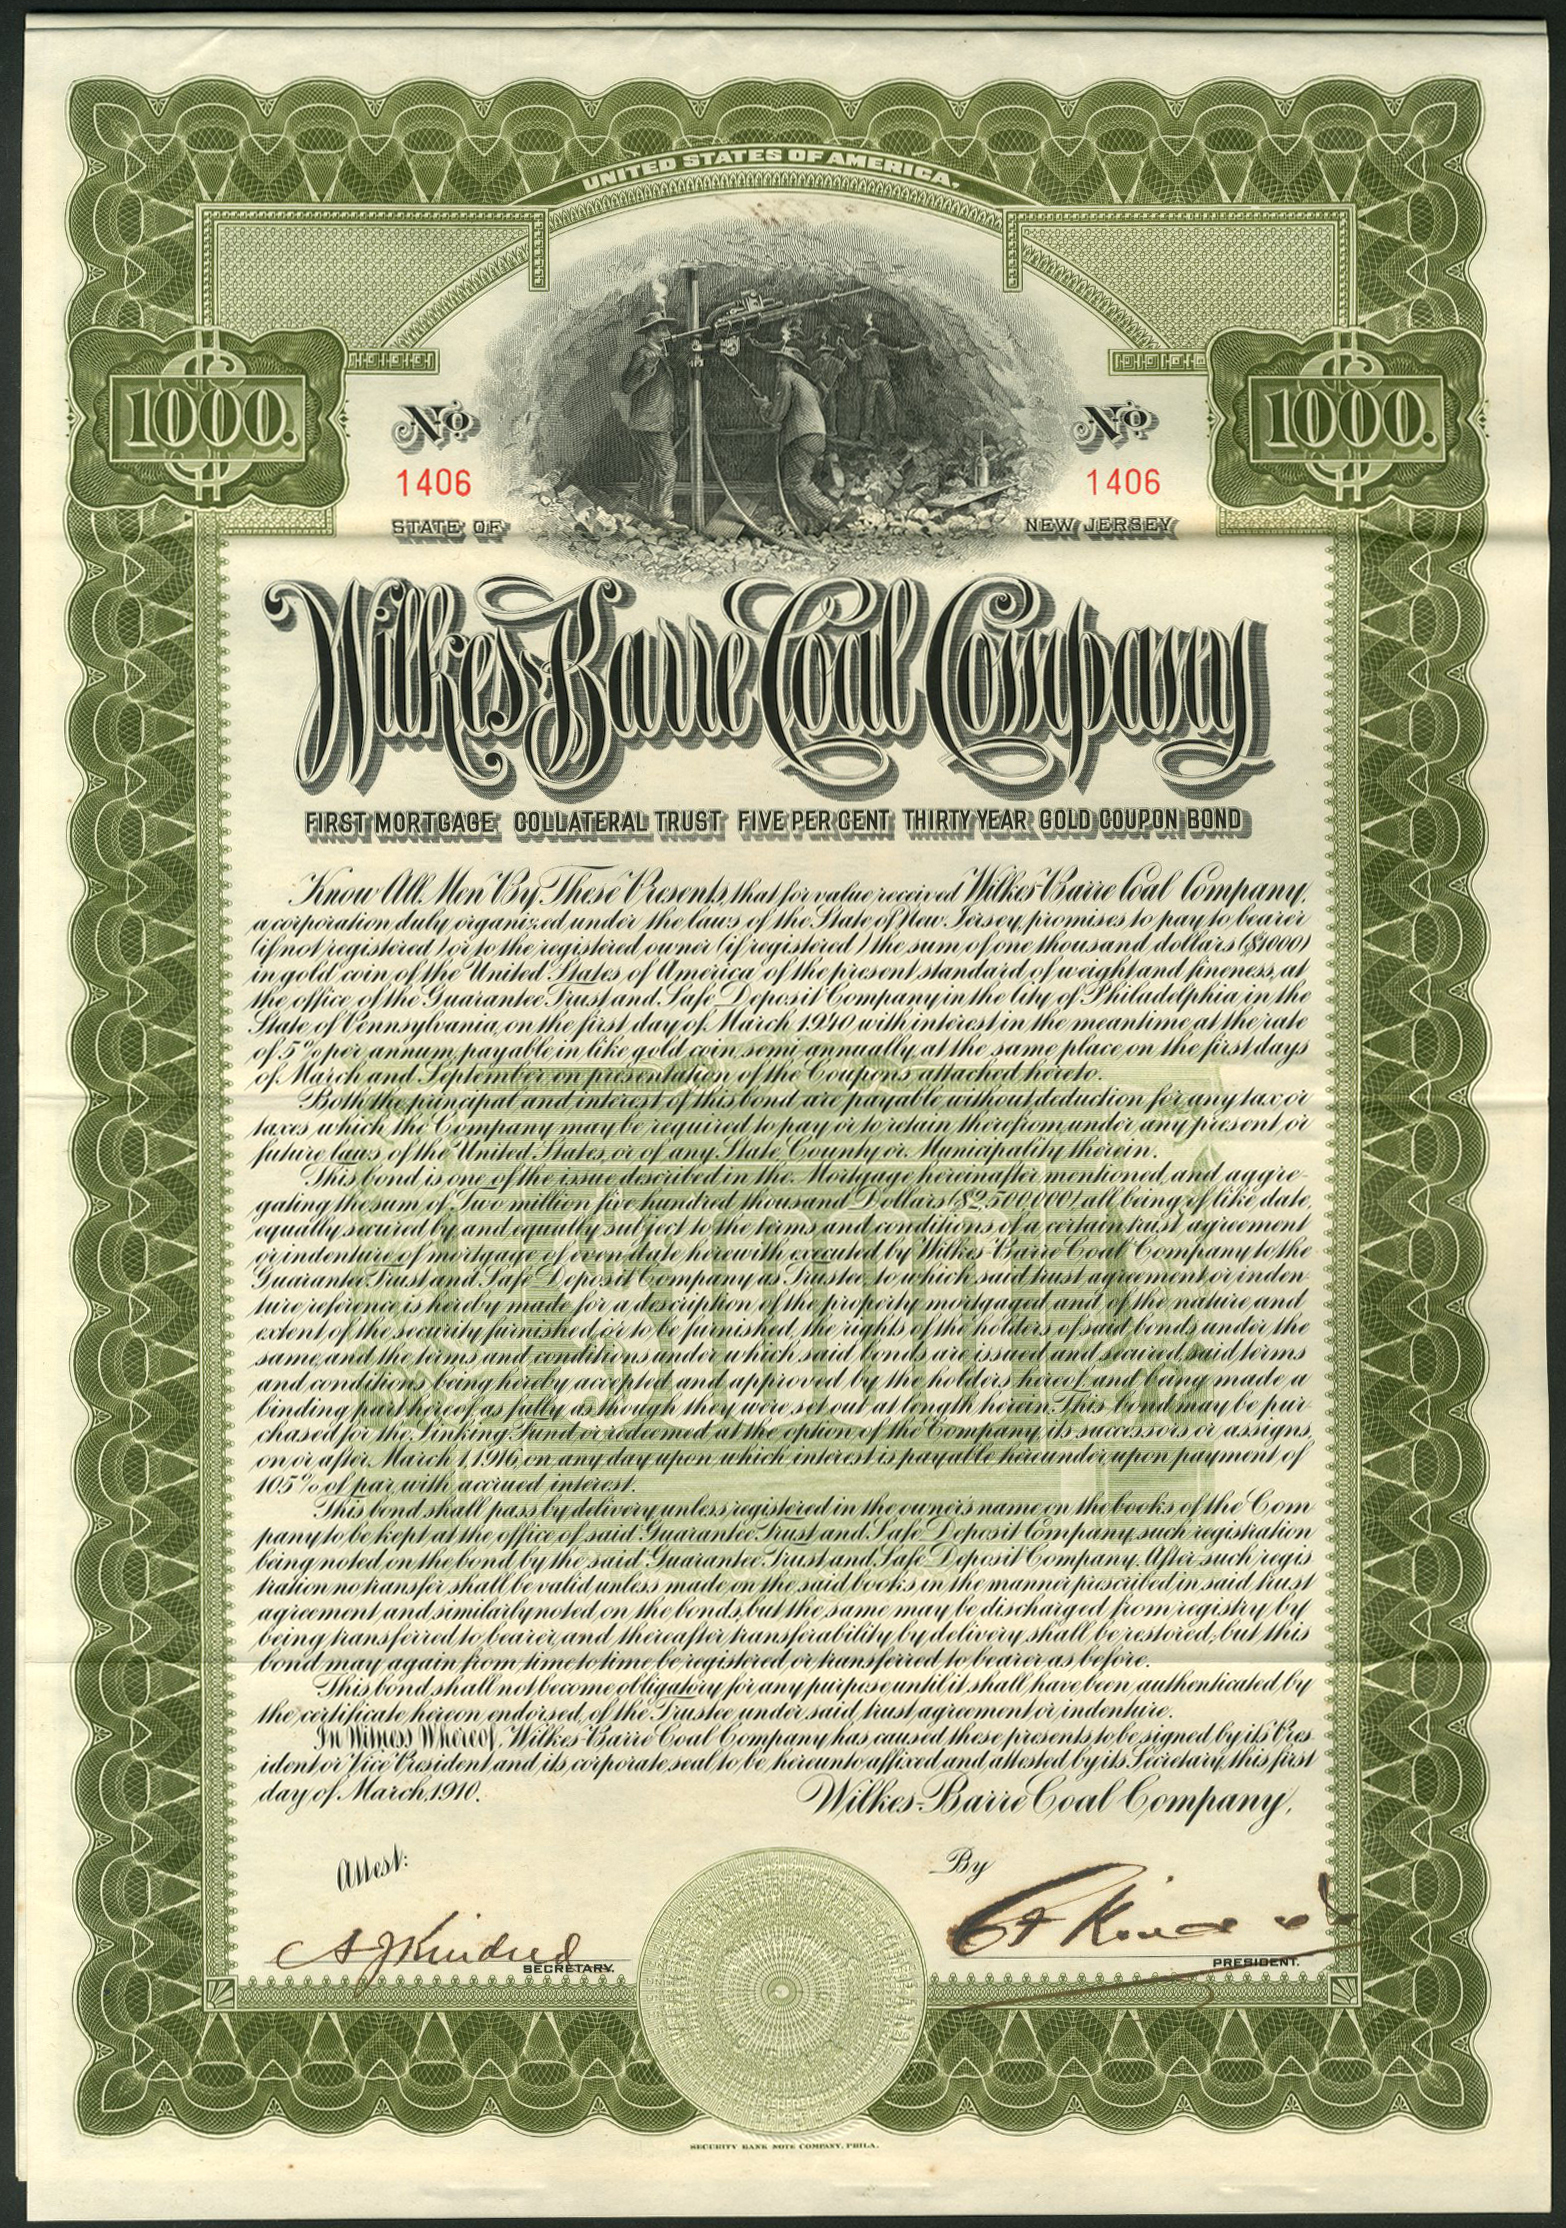 UNITED STATES OF AMERICA.
$1000.
$1000.
No
No
1406
1406
STATE OF
NEW JERSEY
Wilkes-Barre Coal Company
FIRST MORTGAGE COLLATERAL TRUST FIVE PER CENT THIRTY YEAR GOLD COUPON BOND
Know All Men By These Presents, that for value received Wilkes-Barre Coal Company,
a corporation duly organized under the laws of the State of New Jersey, promises to pay to bearer
(if not registered) or to the registered owner (if registered) the sum of one thousand dollars ($1000)
in gold coin of the United States of America of the present standard of weight and fineness, at
the office of the Guarantee Trust and Safe Deposit Company in the City of Philadelphia in the
State of Pennsylvania, on the first day of March 1940 with interest in the meantime at the rate
of 5% per annum, payable in like gold coin, semi-annually at the same place on the first days
of March and September on presentation of the Coupons attached hereto.
Both the principal and interest of this bond are payable without deduction for any tax or
taxes which the Company may be required to pay or to retain therefrom, under any present or
future laws of the United States, or of any State, County or Municipality therein.
This bond is one of the issue described in the Mortgage hereinafter mentioned, and aggre-
gating the sum of Two million five hundred thousand Dollars ($2,500,000) all being of like date,
equally secured by and equally subject to the terms and conditions of a certain trust agreement
or indenture of mortgage of even date herewith executed by Wilkes-Barre Coal Company to the
Guarantee Trust and Safe Deposit Company as Trustee, to which said trust agreement or inden-
ture reference is hereby made for a description of the property mortgaged and of the nature and
extent of the security furnished or to be furnished, the rights of the holders of said bonds under the
same, and the terms and conditions under which said bonds are issued and secured, said terms
and conditions being hereby accepted and approved by the holders hereof, and being made a
binding part hereof, as fully as though they were set out at length herein. This bond may be pur-
chased for the Sinking Fund or redeemed at the option of the Company, its successors or assigns,
on or after March 1, 1916, on any day upon which interest is payable hereunder upon payment of
105% of par, with accrued interest.
This bond shall pass by delivery unless registered in the owner's name on the books of the Com-
pany to be kept at the office of said Guarantee Trust and Safe Deposit Company, such registration
being noted on the bond by the said Guarantee Trust and Safe Deposit Company. After such regis-
tration no transfer shall be valid unless made on the said books in the manner prescribed in said trust
agreement and similarly noted on the bonds, but the same may be discharged from registry by
being transferred to bearer, and thereafter transferability by delivery shall be restored; but this
bond may again from time to time be registered or transferred to bearer as before.
This bond shall not become obligatory for any purpose until it shall have been authenticated by
the certificate hereon endorsed, of the Trustee under said trust agreement or indenture.
In Witness Whereof, Wilkes-Barre Coal Company has caused these presents to be signed by its Pres-
ident or Vice President and its corporate seal to be hereunto affixed and attested by its Secretary, this first
day of March, 1910.
Wilkes-Barre Coal Company,
Attest:
By
A J Kindred
SECRETARY.
PRESIDENT.
SECURITY BANK NOTE COMPANY, PHILA.